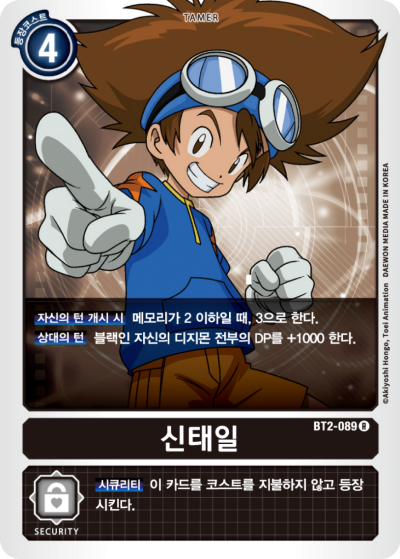 TAMER
등장코스트
4
자신의 턴 개시 시 메모리가 2 이하일 때, 3으로 한다.
상대의 턴 블랙인 자신의 디지몬 전부의 DP를 +1000 한다.
©Akiyoshi Hongo, Toei Animation DAEWON MEDIA MADE IN KOREA
BT2-089 R
신태일
시큐리티 이 카드를 코스트를 지불하지 않고 등장
시킨다.
SECURITY